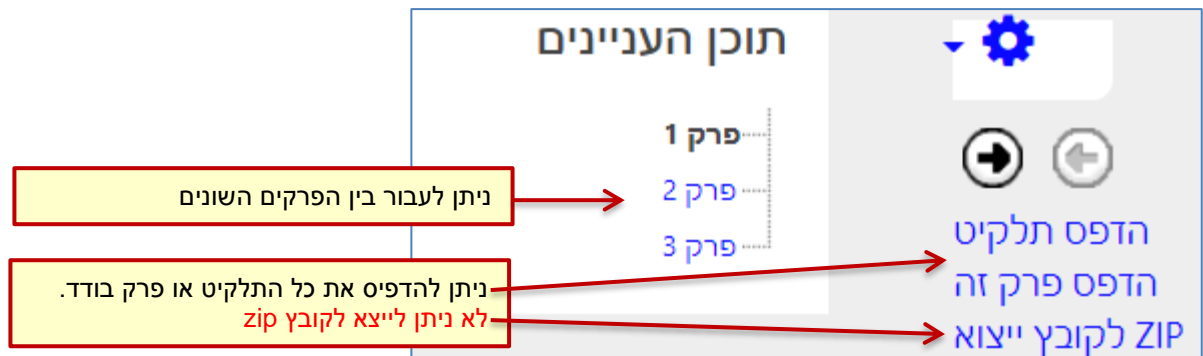 תוכן העניינים
פרק 1
פרק 2
פרק 3
הדפס תלקיט
הדפס פרק זה
ZIP לקובץ ייצוא
ניתן לעבור בין הפרקים השונים
ניתן להדפיס את כל התלקיט או פרק בודד.
לא ניתן לייצא לקובץ zip